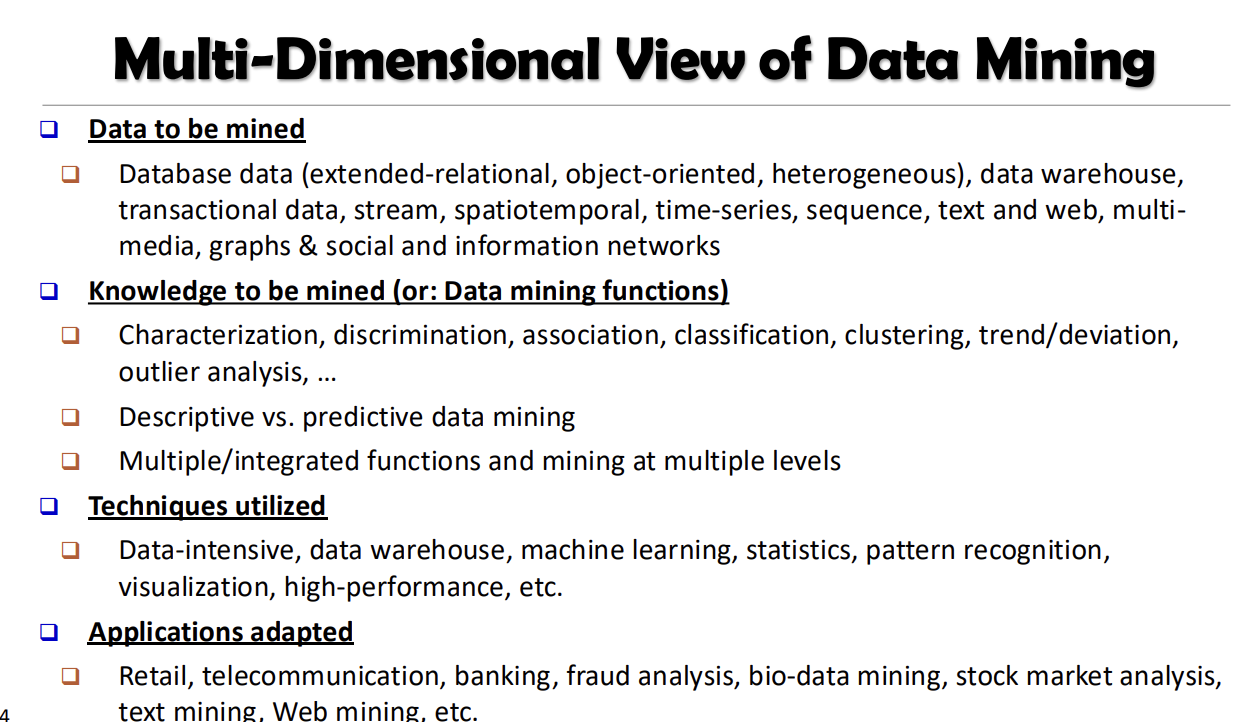 Multi-Dimensional View of Data Mining
Data to be mined
Database data (extended-relational, object-oriented, heterogeneous), data warehouse,
transactional data, stream, spatiotemporal, time-series, sequence, text and web, multi-
media, graphs & social and information networks
Knowledge to be mined (or: Data mining functions)
Characterization, discrimination, association, classification, clustering, trend/deviation,
outlier analysis, …
Descriptive vs. predictive data mining
Multiple/integrated functions and mining at multiple levels
Techniques utilized
Data-intensive, data warehouse, machine learning, statistics, pattern recognition,
visualization, high-performance, etc.
Applications adapted
Retail, telecommunication, banking, fraud analysis, bio-data mining, stock market analysis,
text mining, Web mining, etc.
4